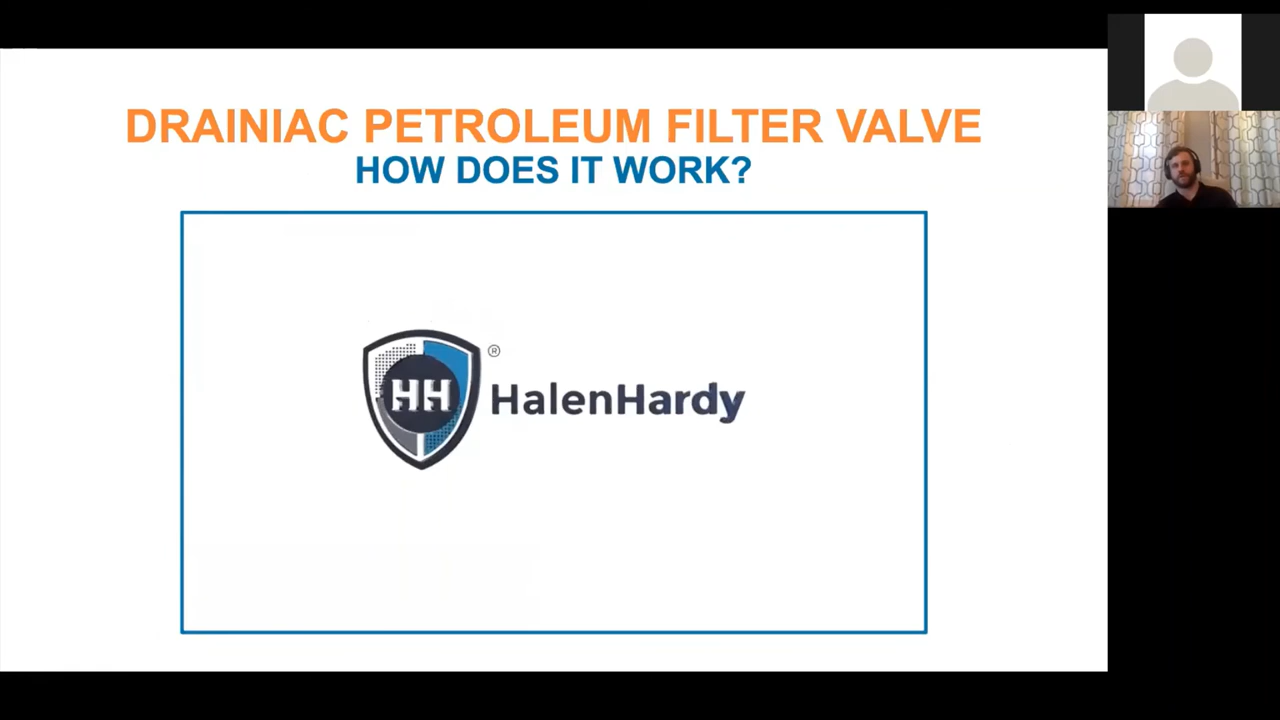 DRAINIAC PETROLEUM FILTER VALVE
HOW DOES IT WORK?
HH
®
HalenHardy